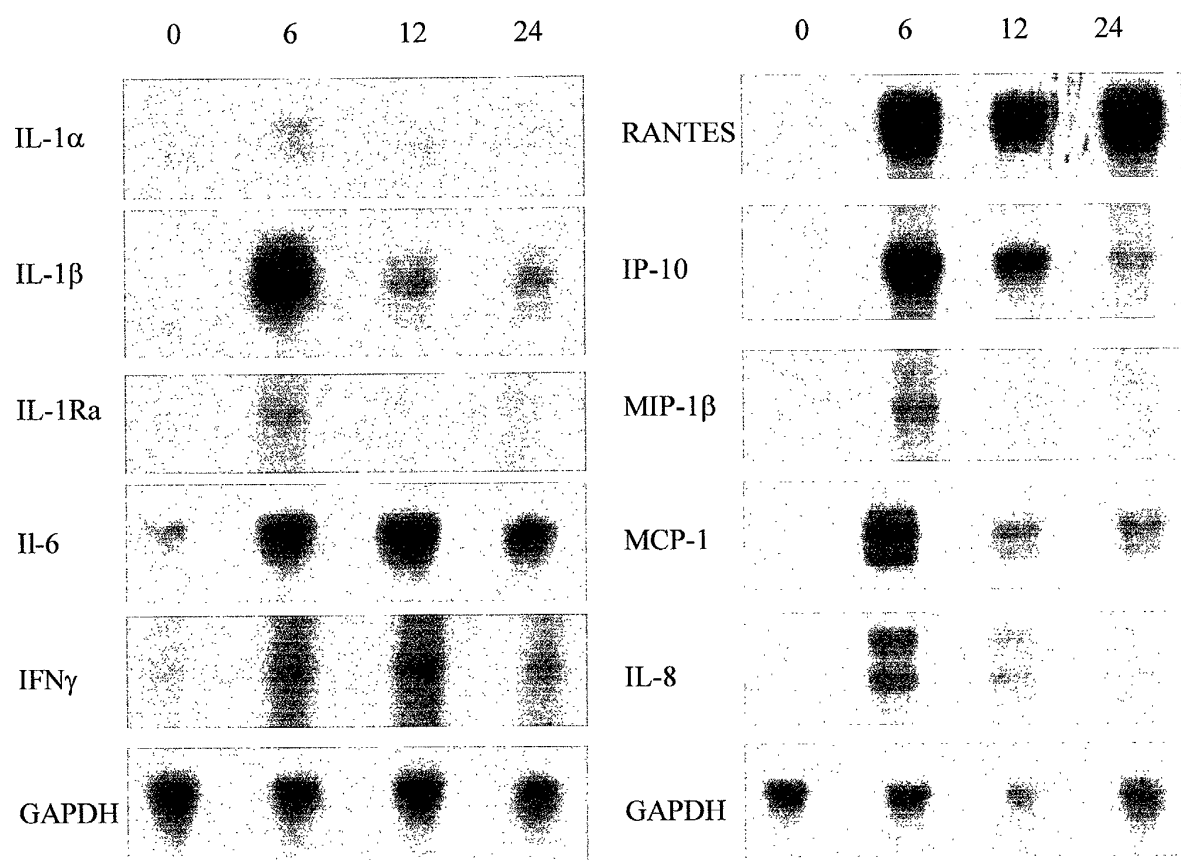 0 6 12 24
IL-1α
IL-1β
IL-1Ra
Il-6
IFNγ
GAPDH
0 6 12 24
RANTES
IP-10
MIP-1β
MCP-1
IL-8
GAPDH